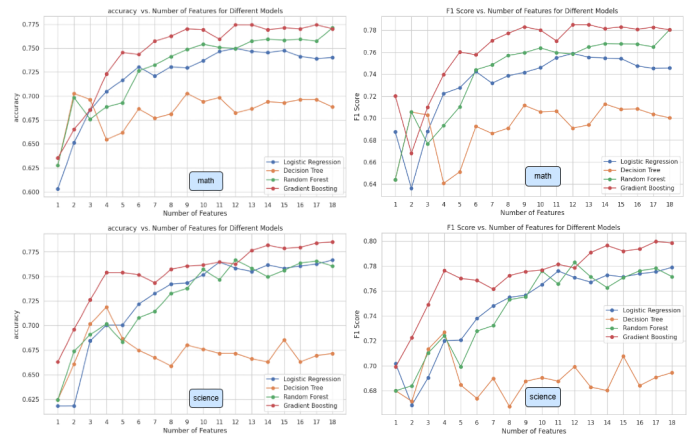 accuracy vs. Number of Features for Different Models
0.775
0.750
0.725
0.700
0.675
0.650
0.625
0.600
accuracy
Logistic Regression
Decision Tree
Random Forest
Gradient Boosting
math
1 2 3 4 5 6 7 8 9 10 11 12 13 14 15 16 17 18
Number of Features
F1 Score vs. Number of Features for Different Models
0.78
0.76
0.74
0.72
0.70
0.68
0.66
0.64
F1 Score
Logistic Regression
Decision Tree
Random Forest
Gradient Boosting
math
1 2 3 4 5 6 7 8 9 10 11 12 13 14 15 16 17 18
Number of Features
accuracy vs. Number of Features for Different Models
0.775
0.750
0.725
0.700
0.675
0.650
0.625
accuracy
Logistic Regression
Decision Tree
Random Forest
Gradient Boosting
science
1 2 3 4 5 6 7 8 9 10 11 12 13 14 15 16 17 18
Number of Features
F1 Score vs. Number of Features for Different Models
0.80
0.78
0.76
0.74
0.72
0.70
0.68
F1 Score
Logistic Regression
Decision Tree
Random Forest
Gradient Boosting
science
1 2 3 4 5 6 7 8 9 10 11 12 13 14 15 16 17 18
Number of Features